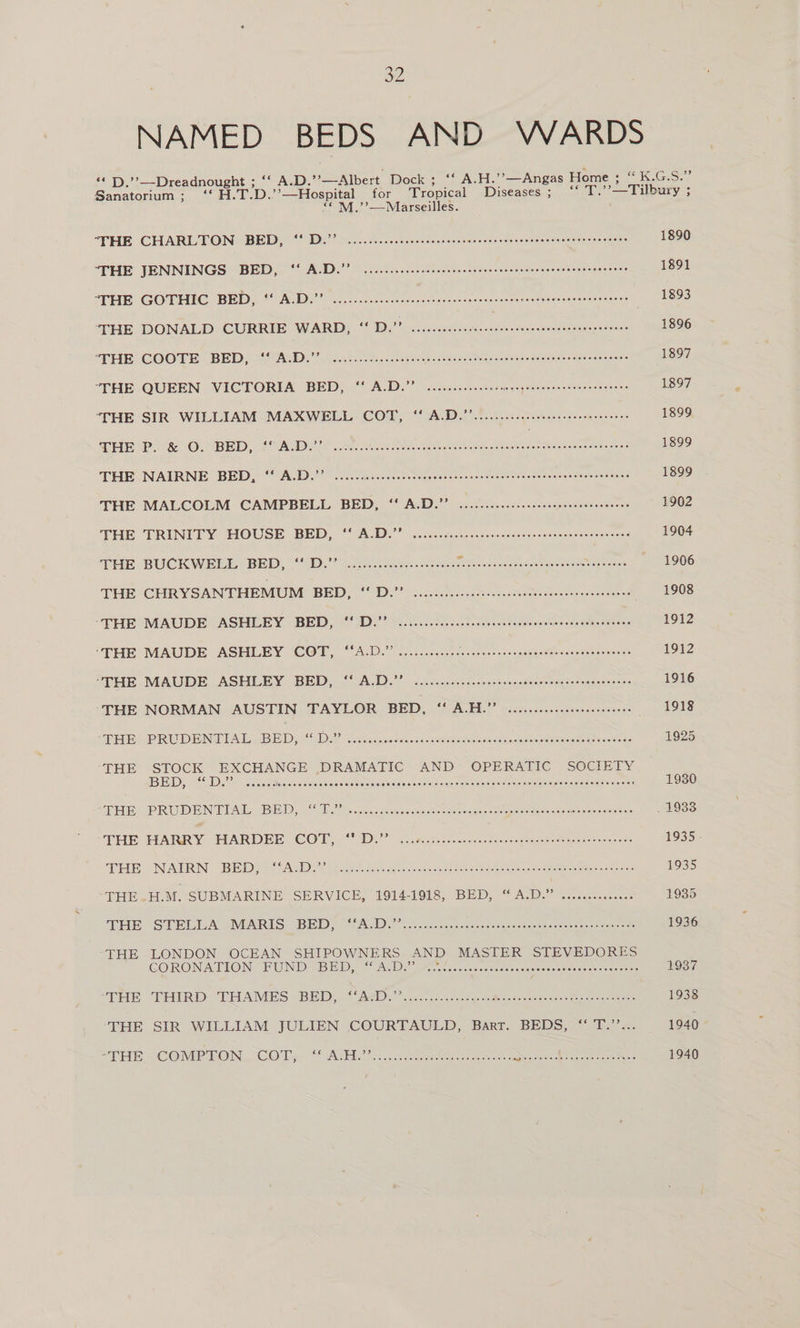 32
NAMED BEDS AND WARDS
“ D.”—Dreadnought ; “ A.D.”—Albert Dock ; “ A.H.”—Angas Home ; “ K.G.S.”
Sanatorium ; “ H.T.D.”—Hospital for Tropical Diseases ; “ T.”—Tilbury ;
“ M.”—Marseilles.
THE CHARLTON BED, “ D.” .......... 1890
THE JENNINGS BED, “ A.D.” .......... 1891
THE GOTHIC BED, “ A.D.” .......... 1893
THE DONALD CURRIE WARD, “ D.” .......... 1896
THE COOTE BED, “ A.D.” .......... 1897
THE QUEEN VICTORIA BED, “ A.D.” .......... 1897
THE SIR WILLIAM MAXWELL COT, “ A.D.” .......... 1899
THE P. & O. BED, “ A.D.” .......... 1899
THE NAIRNE BED, “ A.D.” .......... 1899
THE MALCOLM CAMPBELL BED, “ A.D.” .......... 1902
THE TRINITY HOUSE BED, “ A.D.” .......... 1904
THE BUCKWELL BED, “ D.” .......... 1906
THE CHRYSANTHEMUM BED, “ D.” .......... 1908
THE MAUDE ASHLEY BED, “ D.” .......... 1912
THE MAUDE ASHLEY COT, “A.D.” .......... 1912
THE MAUDE ASHLEY BED, “ A.D.” .......... 1916
THE NORMAN AUSTIN TAYLOR BED, “ A.H.” .......... 1918
THE PRUDENTIAL BED, “ D.” .......... 1925
THE STOCK EXCHANGE DRAMATIC AND OPERATIC SOCIETY
BED, “ D.” .......... 1930
THE PRUDENTIAL BED, “ T.” .......... 1933
THE HARRY HARDEE COT, “ D.” .......... 1935
THE NAIRN BED, “A.D.” .......... 1935
THE H.M. SUBMARINE SERVICE, 1914-1918, BED, “ A.D.” .......... 1935
THE STELLA MARIS BED, “A.D.” .......... 1936
THE LONDON OCEAN SHIPOWNERS AND MASTER STEVEDORES
CORONATION FUND BED, “ A.D.” .......... 1937
THE THIRD THAMES BED, “A.D.” .......... 1938
THE SIR WILLIAM JULIEN COURTAULD, Bart. BEDS, “ T.”... 1940
THE COMPTON COT, “ A.H.” .......... 1940